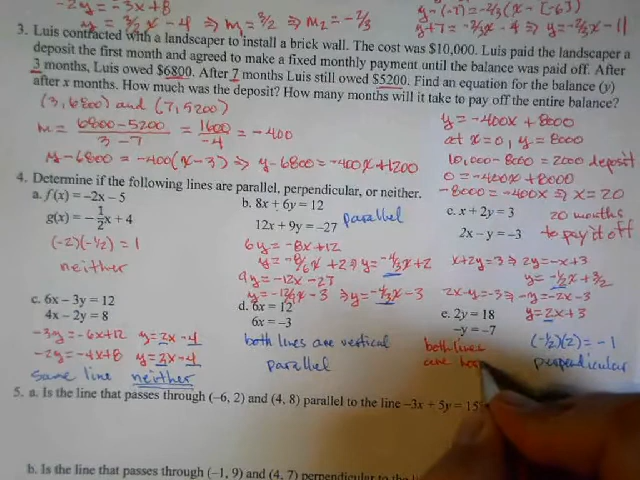 -2y = -3x+8
y = 3/2 x - 4 ⇒ m₁ = 3/2 ⇒ m₂ = -2/3
y-(-7) = -2/3(x-[-6])
y+7 = -2/3x - 4 ⇒ y = -2/3x - 11
3. Luis contracted with a landscaper to install a brick wall. The cost was $10,000. Luis paid the landscaper a
deposit the first month and agreed to make a fixed monthly payment until the balance was paid off. After
3 months, Luis owed $6800. After 7 months Luis still owed $5200. Find an equation for the balance (y)
after x months. How much was the deposit? How many months will it take to pay off the entire balance?
(3, 6800) and (7, 5200)
m = 6800-5200 / 3-7 = 1600 / -4 = -400
y-6800 = -400(x-3) ⇒ y-6800 = -400x+1200
y = -400x + 8000
at x=0, y = 8000
10,000-8000 = 2000 deposit
0 = -400x + 8000
-8000 = -400x ⇒ x = 20
20 months
to pay it off
4. Determine if the following lines are parallel, perpendicular, or neither.
a. f(x) = -2x - 5
g(x) = -1/2x + 4
(-2)(-1/2) = 1
neither
b. 8x + 6y = 12
12x + 9y = -27
parallel
6y = -8x+12
y = -8/6x + 2 ⇒ y = -4/3x+2
9y = -12x-27
y = -12/9x - 3 ⇒ y = -4/3x - 3
c. x + 2y = 3
2x - y = -3
x+2y=3 ⇒ 2y = -x+3
y = -1/2x + 3/2
2x-y=-3 ⇒ -y = -2x-3
y = 2x+3
(-1/2)(2) = -1
perpendicular
c. 6x - 3y = 12
4x - 2y = 8
-3y = -6x+12 y = 2x-4
-2y = -4x+8 y = 2x-4
same line neither
d. 6x = 12
6x = -3
both lines are vertical
parallel
e. 2y = 18
-y = -7
both lines
are
5. a. Is the line that passes through (-6, 2) and (4, 8) parallel to the line -3x + 5y = 15
b. Is the line that passes through (-1, 9) and (4, 7) perpendicular to the